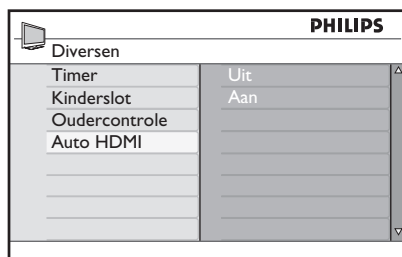 PHILIPS
Diversen
Timer
Uit
Kinderslot
Aan
Oudercontrole
Auto HDMI